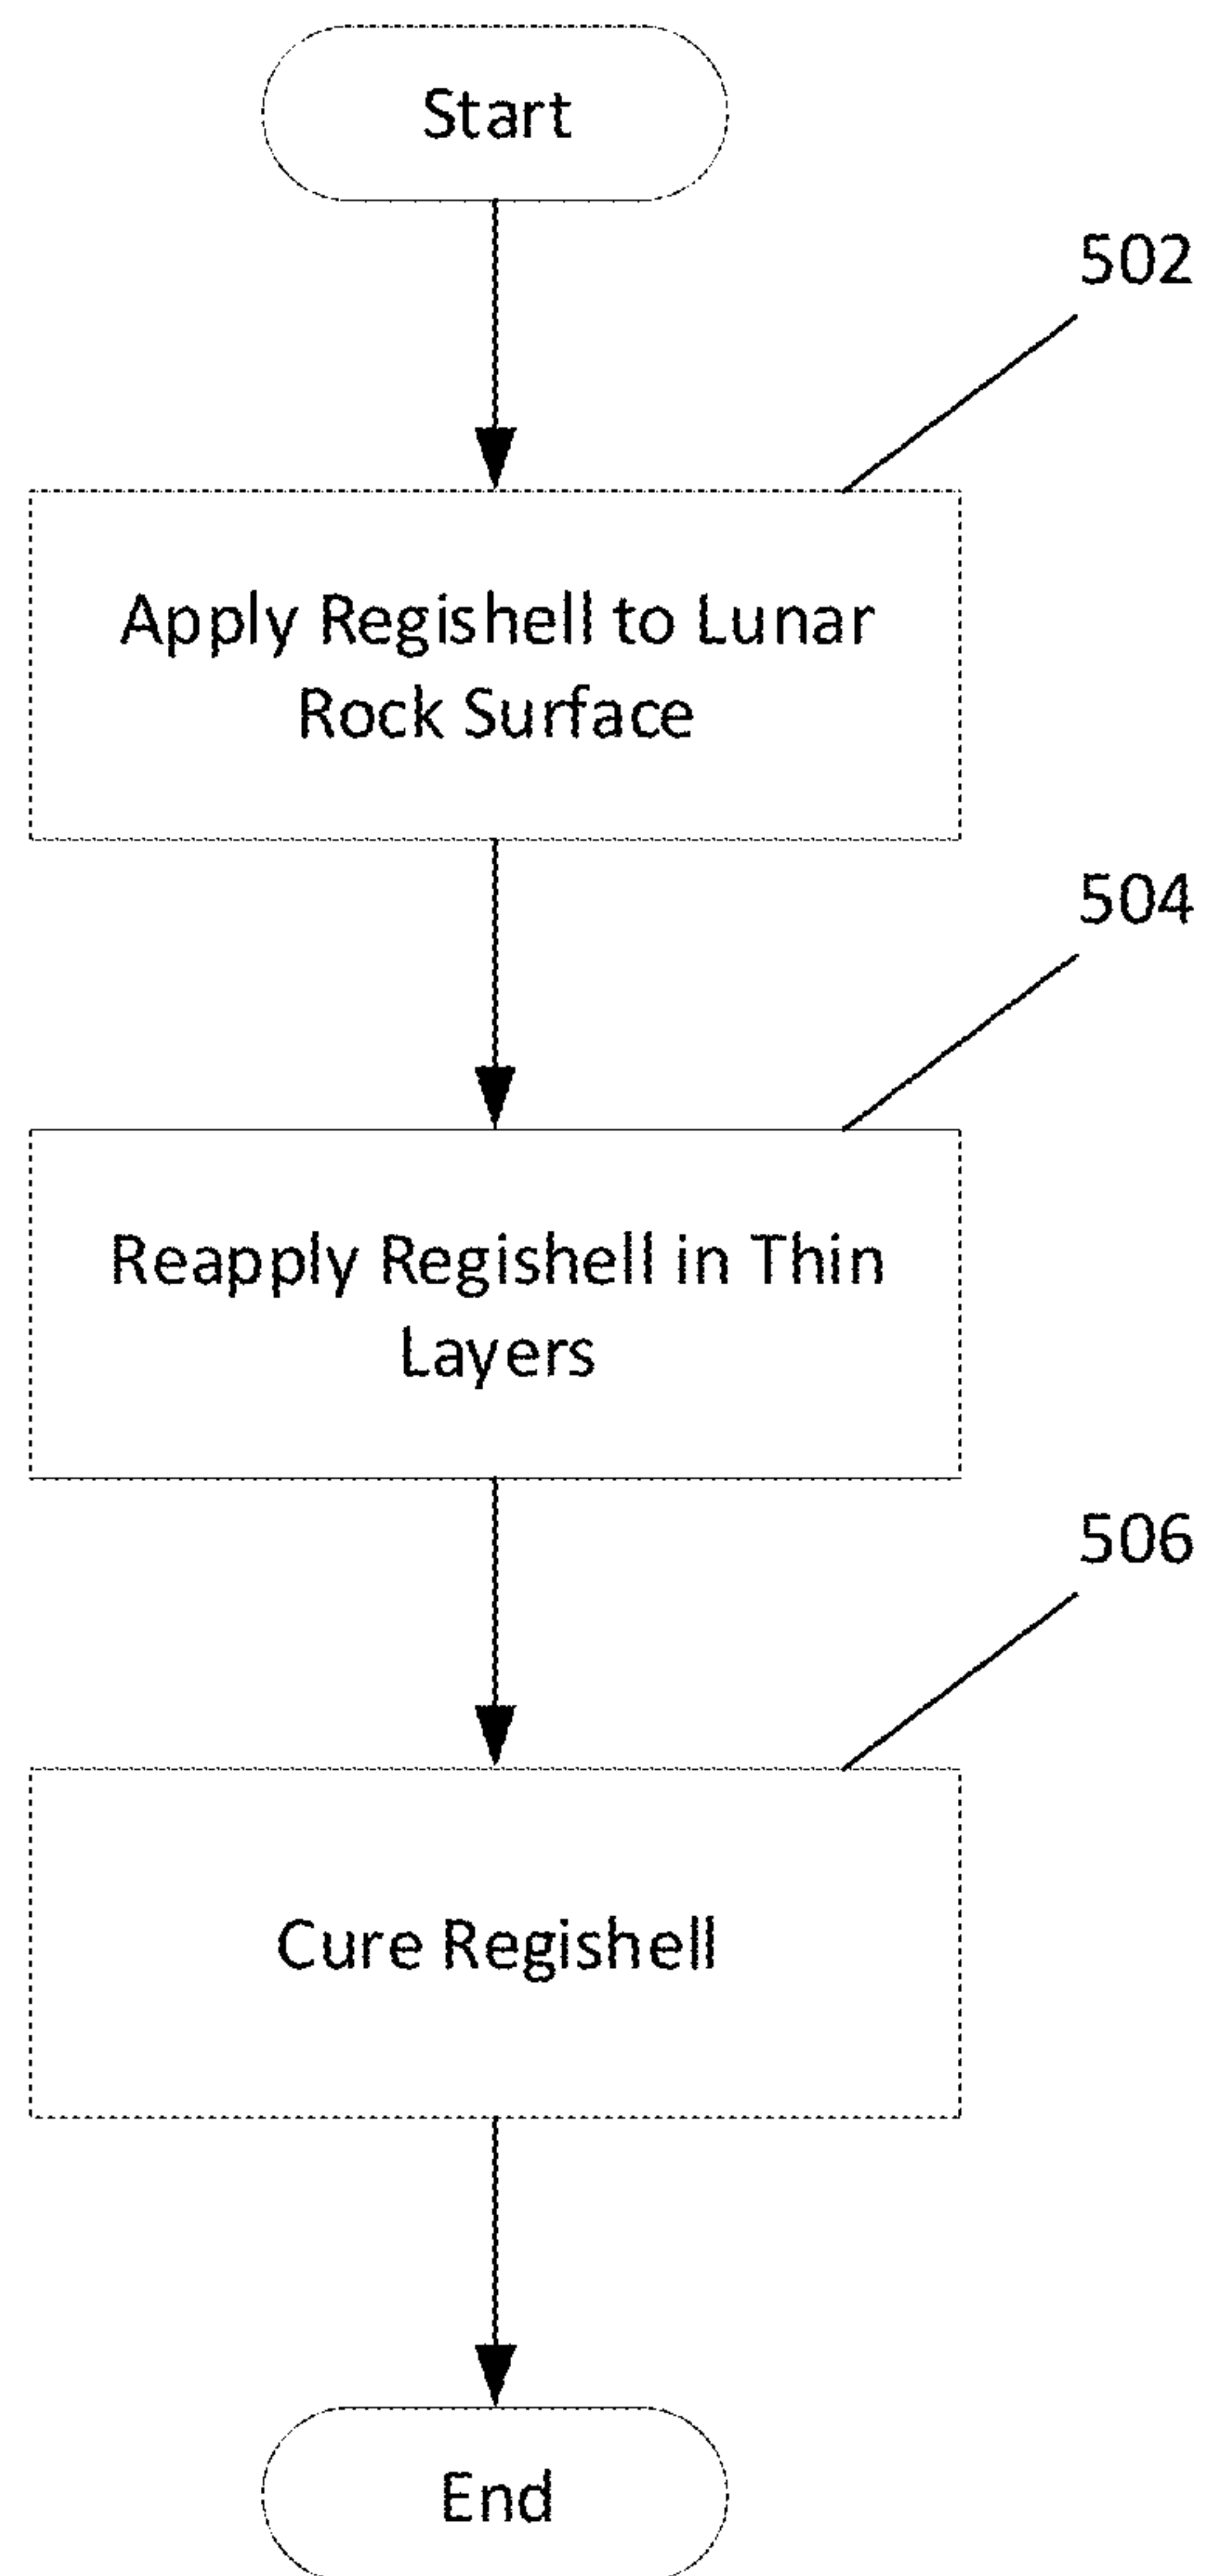 Start
502
Apply Regishell to Lunar
Rock Surface
504
Reapply Regishell in Thin
Layers
506
Cure Regishell
End